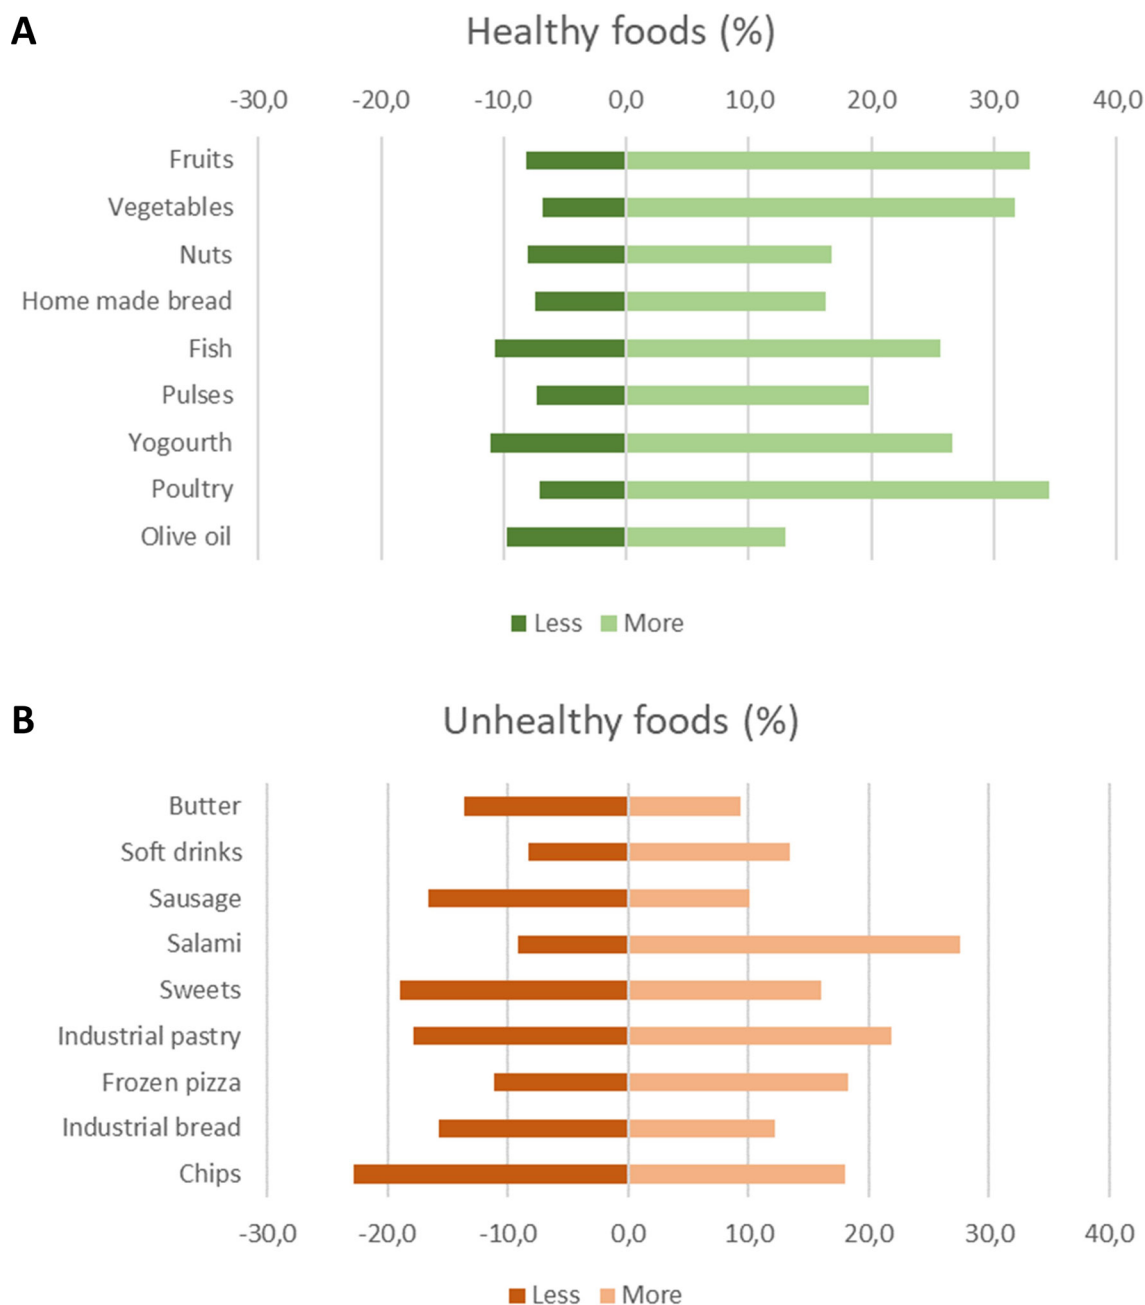 A
Healthy foods (%)
-30,0 -20,0 -10,0 0,0 10,0 20,0 30,0 40,0
Fruits
Vegetables
Nuts
Home made bread
Fish
Pulses
Yogourth
Poultry
Olive oil
Less More
B
Unhealthy foods (%)
Butter
Soft drinks
Sausage
Salami
Sweets
Industrial pastry
Frozen pizza
Industrial bread
Chips
-30,0 -20,0 -10,0 0,0 10,0 20,0 30,0 40,0
Less More